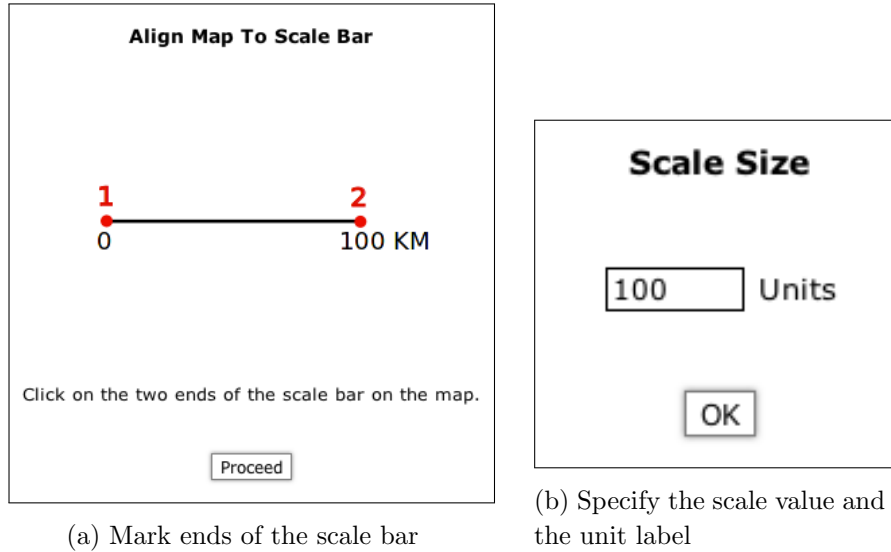 Align Map To Scale Bar
1 2
0 100 KM
Click on the two ends of the scale bar on the map.
Proceed
(a) Mark ends of the scale bar
Scale Size
100 Units
OK
(b) Specify the scale value and
the unit label